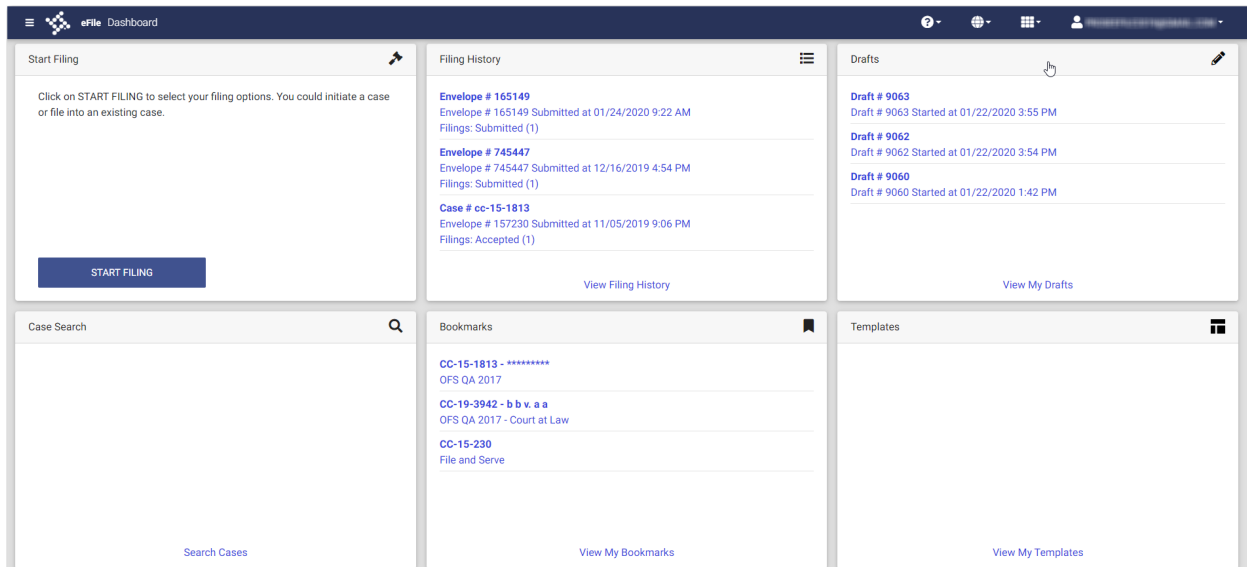 eFile Dashboard
Start Filing
Click on START FILING to select your filing options. You could initiate a case
or file into an existing case.
START FILING
Filing History
Envelope # 165149
Envelope # 165149 Submitted at 01/24/2020 9:22 AM
Filings: Submitted (1)
Envelope # 745447
Envelope # 745447 Submitted at 12/16/2019 4:54 PM
Filings: Submitted (1)
Case # cc-15-1813
Envelope # 157230 Submitted at 11/05/2019 9:06 PM
Filings: Accepted (1)
View Filing History
Drafts
Draft # 9063
Draft # 9063 Started at 01/22/2020 3:55 PM
Draft # 9062
Draft # 9062 Started at 01/22/2020 3:54 PM
Draft # 9060
Draft # 9060 Started at 01/22/2020 1:42 PM
View My Drafts
Case Search
Search Cases
Bookmarks
CC-15-1813 - *********
OFS QA 2017
CC-19-3942 - b b v. a a
OFS QA 2017 - Court at Law
CC-15-230
File and Serve
View My Bookmarks
Templates
View My Templates